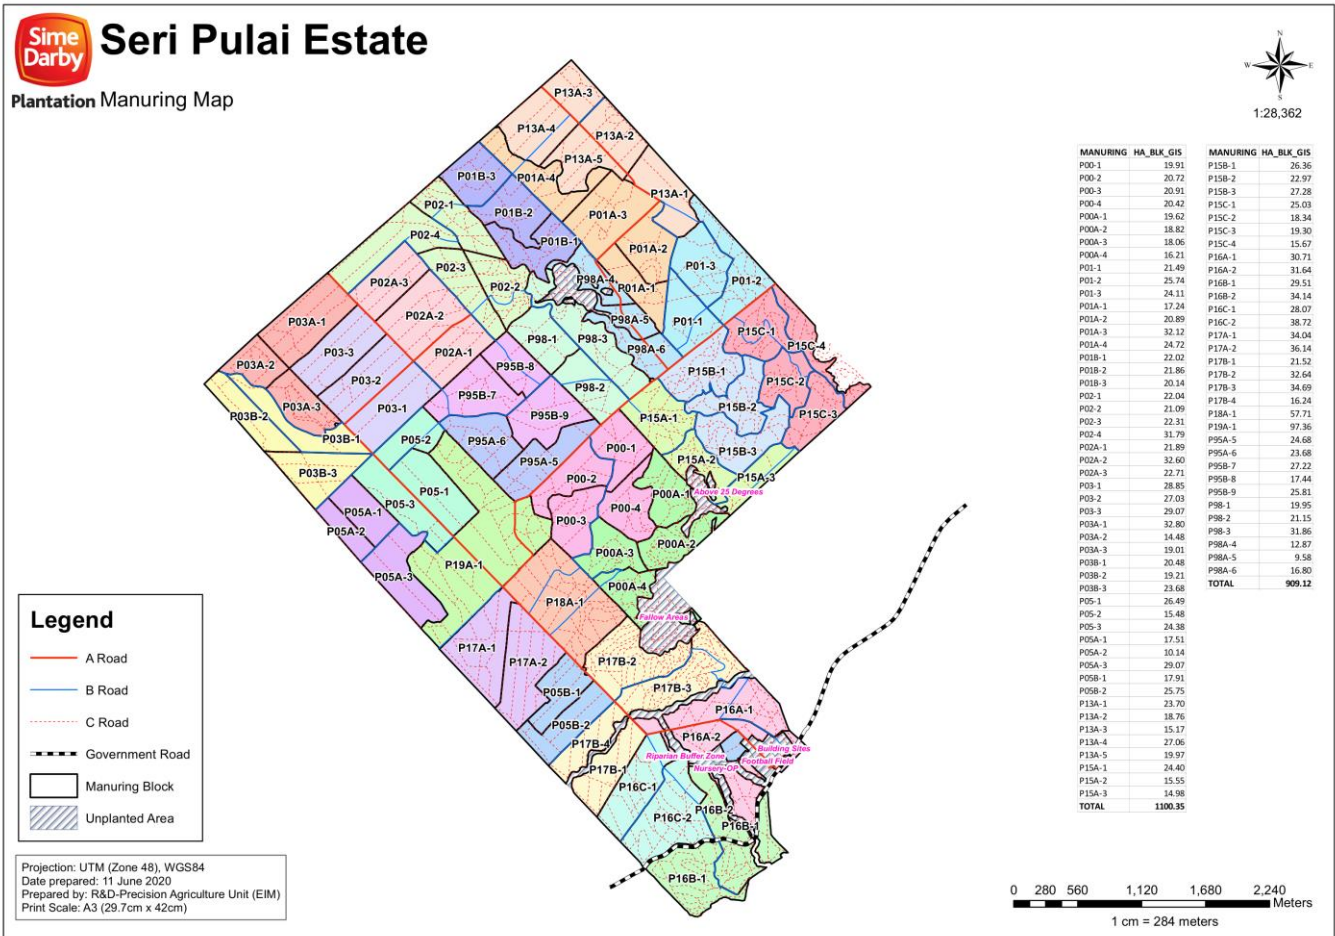 Sime
Darby
Plantation
Seri Pulai Estate
Manuring Map
N
W E
S
1:28,362
P13A-3
P13A-4
P13A-2
P13A-5
P01B-3
P01A-4
P13A-1
P02-1
P01B-2
P01A-3
P02-4
P01B-1
P01A-2
P02-3
P01-3
P02A-3
P98A-4
P01-2
P02-2
P01A-1
P03A-1
P02A-2
P98A-5
P01-1
P15C-1
P98-1
P98-3
P15C-4
P03-3
P02A-1
P98A-6
P03A-2
P95B-8
P15B-1
P03-2
P98-2
P15C-2
P95B-7
P03A-3
P03-1
P15B-2
P03B-2
P95B-9
P15A-1
P15C-3
P03B-1
P05-2
P95A-6
P00-1
P15B-3
P95A-5
P15A-2
P03B-3
P00-2
P15A-3
P05-1
P00A-1
Above 25 Degrees
P05-3
P00-4
P05A-1
P00-3
P05A-2
P00A-2
P00A-3
P19A-1
P05A-3
P00A-4
P18A-1
Fallow Areas
P17A-1
P17A-2
P17B-2
P05B-1
P17B-3
P16A-1
P05B-2
P16A-2
P17B-4
Building Sites
Riparian Buffer Zone
Football Field
Nursery-OP
P17B-1
P16C-1
P16B-2
P16C-2
P16B-1
P16B-1
MANURING HA_BLK_GIS
P00-1 19.91
P00-2 20.72
P00-3 20.91
P00-4 20.42
P00A-1 19.62
P00A-2 18.82
P00A-3 18.06
P00A-4 16.21
P01-1 21.49
P01-2 25.74
P01-3 24.11
P01A-1 17.24
P01A-2 20.89
P01A-3 32.12
P01A-4 24.72
P01B-1 22.02
P01B-2 21.86
P01B-3 20.14
P02-1 22.04
P02-2 21.09
P02-3 22.31
P02-4 31.79
P02A-1 21.89
P02A-2 32.60
P02A-3 22.71
P03-1 28.85
P03-2 27.03
P03-3 29.07
P03A-1 32.80
P03A-2 14.48
P03A-3 19.01
P03B-1 20.48
P03B-2 19.21
P03B-3 23.68
P05-1 26.49
P05-2 15.48
P05-3 24.38
P05A-1 17.51
P05A-2 10.14
P05A-3 29.07
P05B-1 17.91
P05B-2 25.75
P13A-1 23.70
P13A-2 18.76
P13A-3 15.17
P13A-4 27.06
P13A-5 19.97
P15A-1 24.40
P15A-2 15.55
P15A-3 14.98
TOTAL 1100.35
MANURING HA_BLK_GIS
P15B-1 26.36
P15B-2 22.97
P15B-3 27.28
P15C-1 25.03
P15C-2 18.34
P15C-3 19.30
P15C-4 15.67
P16A-1 30.71
P16A-2 31.64
P16B-1 29.51
P16B-2 34.14
P16C-1 28.07
P16C-2 38.72
P17A-1 34.04
P17A-2 36.14
P17B-1 21.52
P17B-2 32.64
P17B-3 34.69
P17B-4 16.24
P18A-1 57.71
P19A-1 97.36
P95A-5 24.68
P95A-6 23.68
P95B-7 27.22
P95B-8 17.44
P95B-9 25.81
P98-1 19.95
P98-2 21.15
P98-3 31.86
P98A-4 12.87
P98A-5 9.58
P98A-6 16.80
TOTAL 909.12
Legend
A Road
B Road
C Road
Government Road
Manuring Block
Unplanted Area
Projection: UTM (Zone 48), WGS84
Date prepared: 11 June 2020
Prepared by: R&D-Precision Agriculture Unit (EIM)
Print Scale: A3 (29.7cm x 42cm)
0 280 560 1,120 1,680 2,240
Meters
1 cm = 284 meters